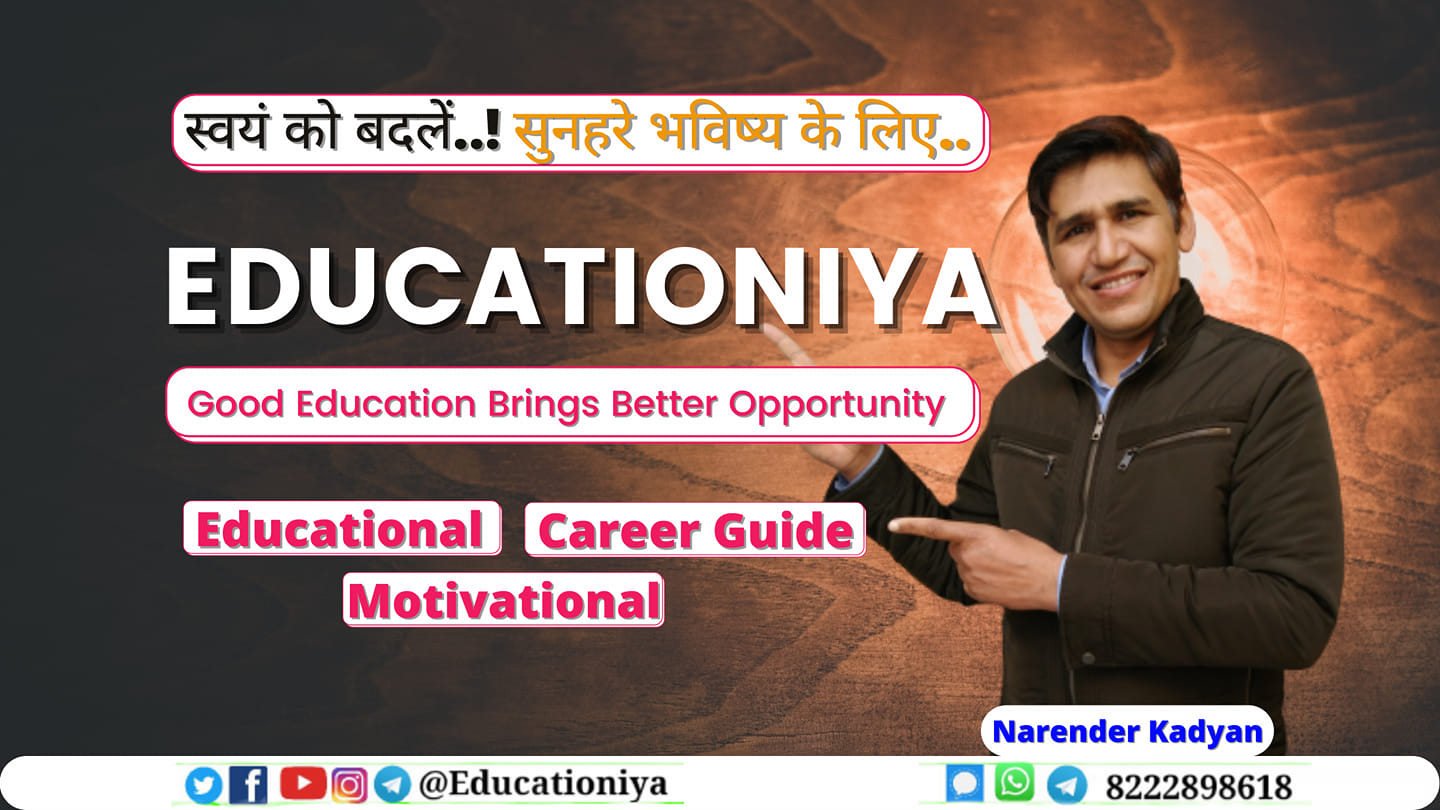 स्वयं को बदलें..! सुनहरे भविष्य के लिए..
EDUCATIONIYA
Good Education Brings Better Opportunity
Educational Career Guide
Motivational
Narender Kadyan
@Educationiya 8222898618